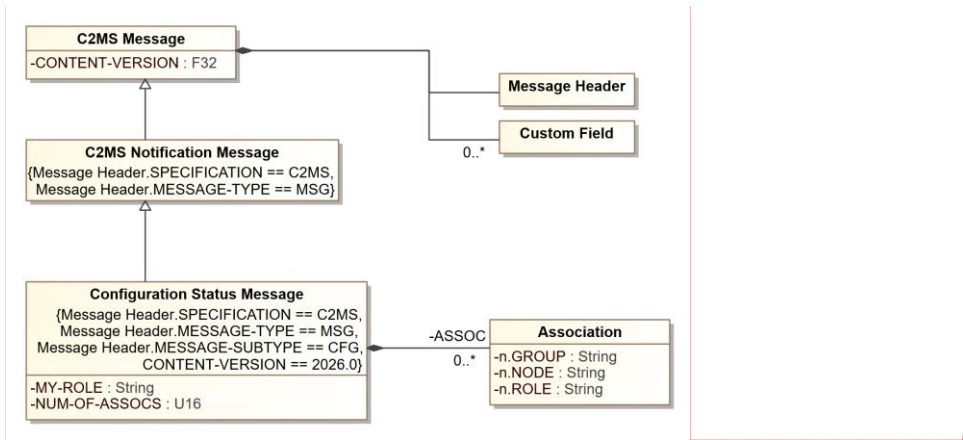 C2MS Message
-CONTENT-VERSION : F32
Message Header
Custom Field
0..*
C2MS Notification Message
{Message Header.SPECIFICATION == C2MS,
Message Header.MESSAGE-TYPE == MSG}
Configuration Status Message
{Message Header.SPECIFICATION == C2MS,
Message Header.MESSAGE-TYPE == MSG,
Message Header.MESSAGE-SUBTYPE == CFG,
CONTENT-VERSION == 2026.0}
-MY-ROLE : String
-NUM-OF-ASSOCS : U16
-ASSOC
0..*
Association
-n.GROUP : String
-n.NODE : String
-n.ROLE : String